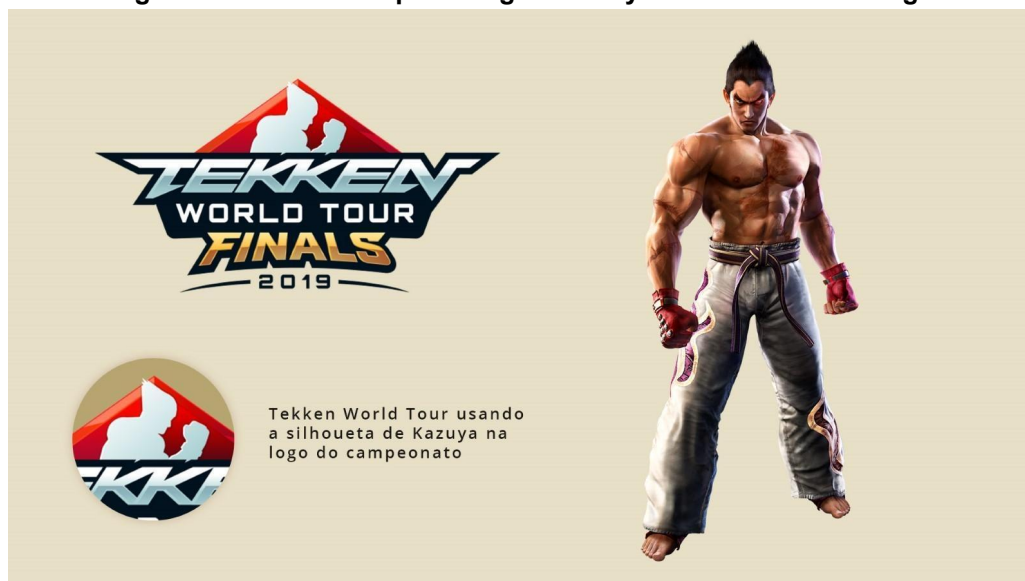 TEKKEN
WORLD TOUR
FINALS
2019
Tekken World Tour usando
a silhoueta de Kazuya na
logo do campeonato